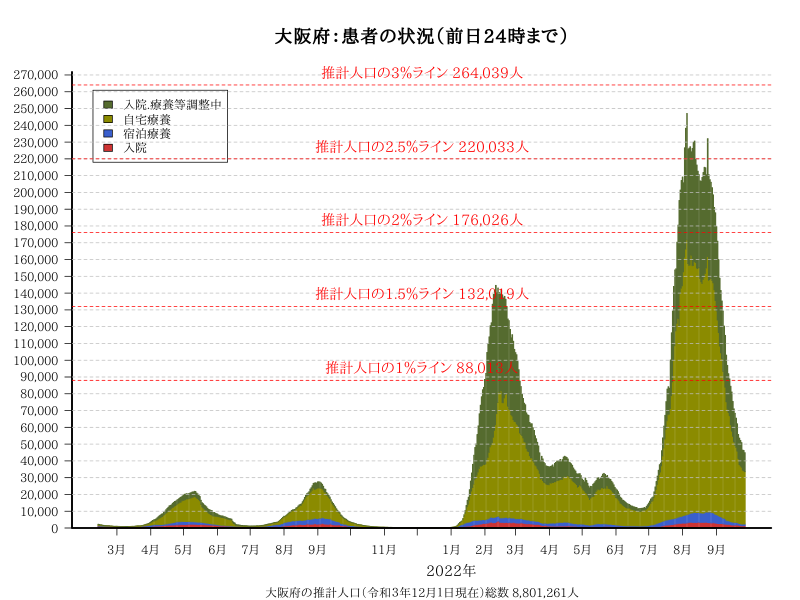 大阪府：患者の状況（前日24時まで）
270,000
推計人口の3%ライン 264,039人
260,000
250,000
240,000
230,000
220,000
210,000
200,000
190,000
180,000
170,000
160,000
150,000
140,000
130,000
120,000
110,000
100,000
90,000
80,000
70,000
60,000
50,000
40,000
30,000
20,000
10,000
0
入院,療養等調整中
自宅療養
宿泊療養
入院
推計人口の2.5%ライン 220,033人
推計人口の2%ライン 176,026人
推計人口の1.5%ライン 132,019人
推計人口の1%ライン 88,013人
3月 4月 5月 6月 7月 8月 9月 11月 1月 2月 3月 4月 5月 6月 7月 8月 9月
2022年
大阪府の推計人口（令和3年12月1日現在）総数 8,801,261人